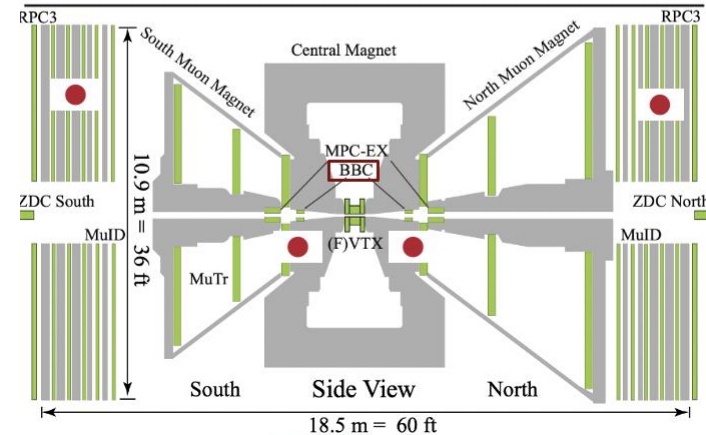 RPC3
RPC3
South Muon Magnet
Central Magnet
North Muon Magnet
MPC-EX
BBC
10.9 m = 36 ft
ZDC South
ZDC North
MuID
(F)VTX
MuID
MuTr
South
Side View
North
18.5 m = 60 ft